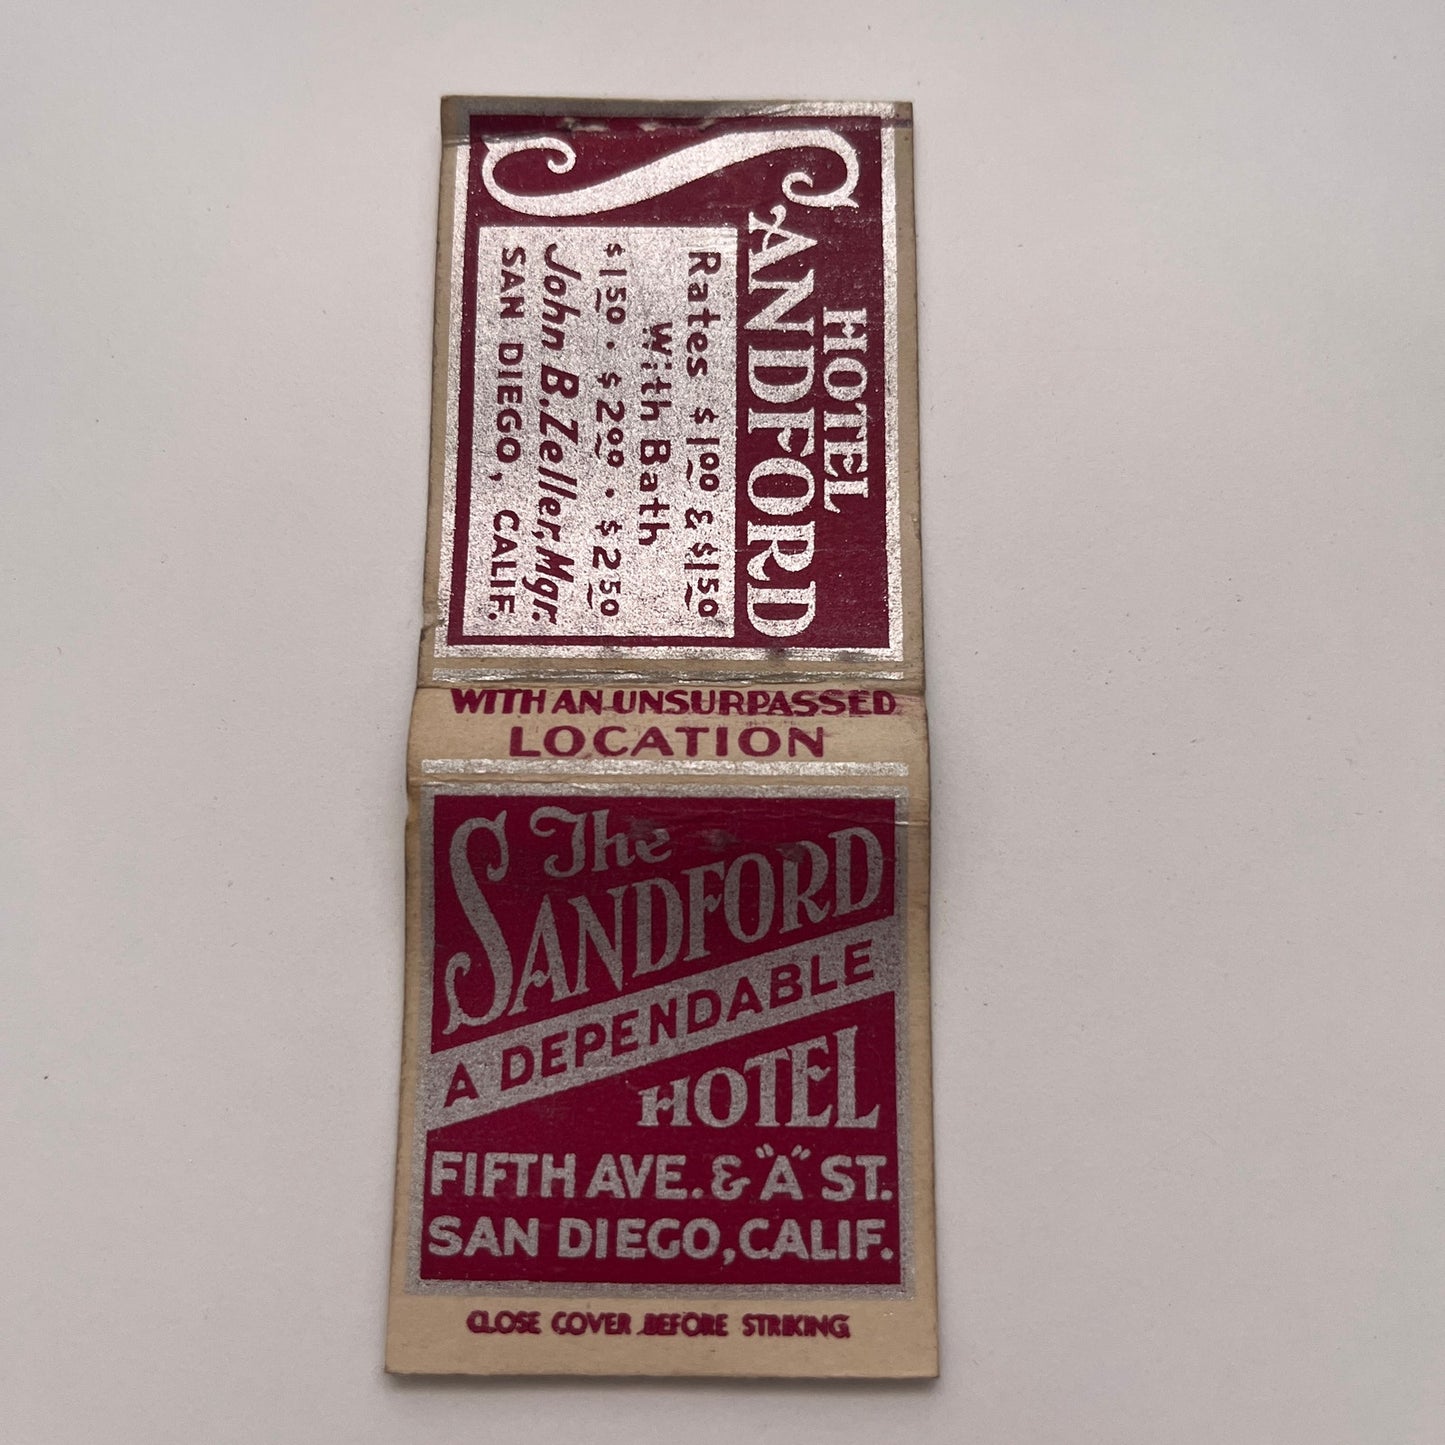 HOTEL
SANDFORD
Rates $1.00 & $1.50
With Bath
$1.50 · $2.00 · $2.50
John B. Zeller, Mgr.
SAN DIEGO, CALIF.
WITH AN UNSURPASSED
LOCATION
The
SANDFORD
A DEPENDABLE
HOTEL
FIFTH AVE. & "A" ST.
SAN DIEGO, CALIF.
CLOSE COVER BEFORE STRIKING